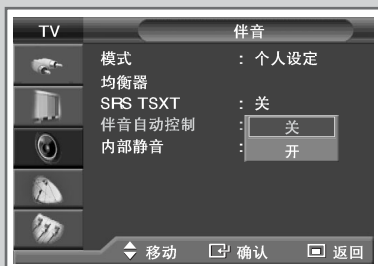 TV
伴音
模式 : 个人设定
均衡器
SRS TSXT : 关
伴音自动控制 : 关
内部静音 : 开
移动 确认 返回